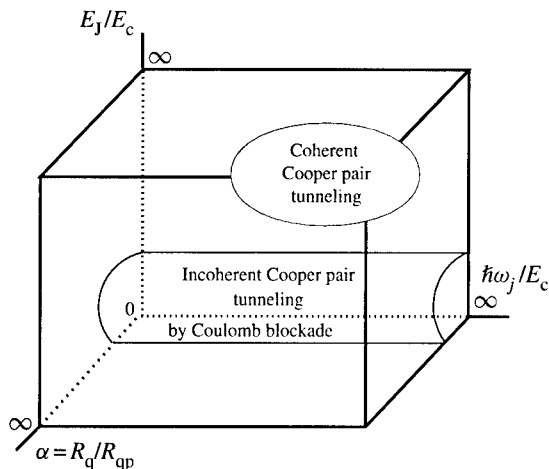 E_J/E_c
∞
Coherent
Cooper pair
tunneling
Incoherent Cooper pair
tunneling
ℏω_j/E_c
0
∞
by Coulomb blockade
∞
α = R_q/R_qp